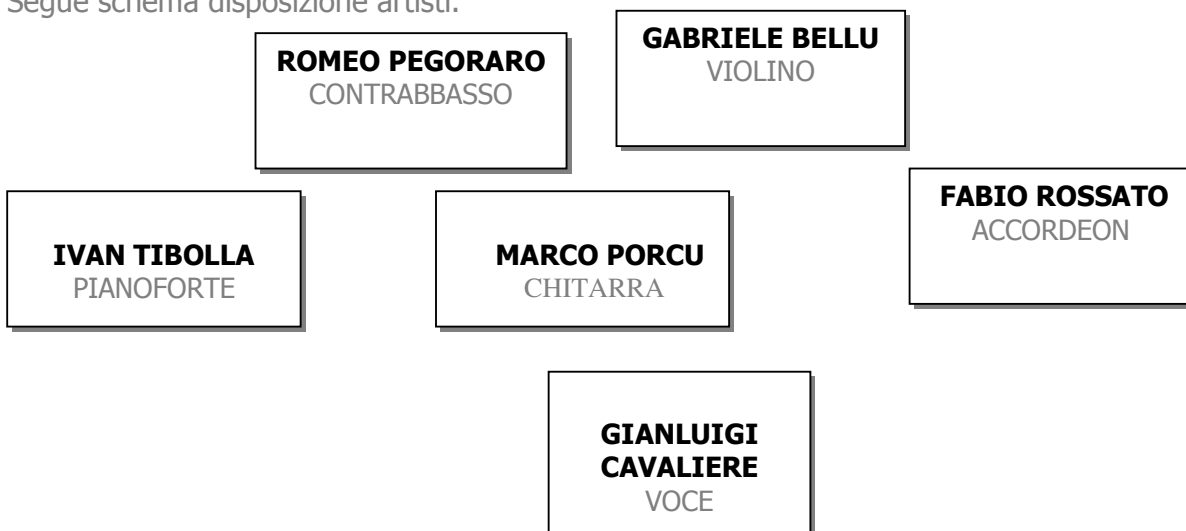 Segue schema disposizione artisti:
ROMEO PEGORARO
CONTRABBASSO
GABRIELE BELLU
VIOLINO
IVAN TIBOLLA
PIANOFORTE
MARCO PORCU
CHITARRA
FABIO ROSSATO
ACCORDEON
GIANLUIGI
CAVALIERE
VOCE